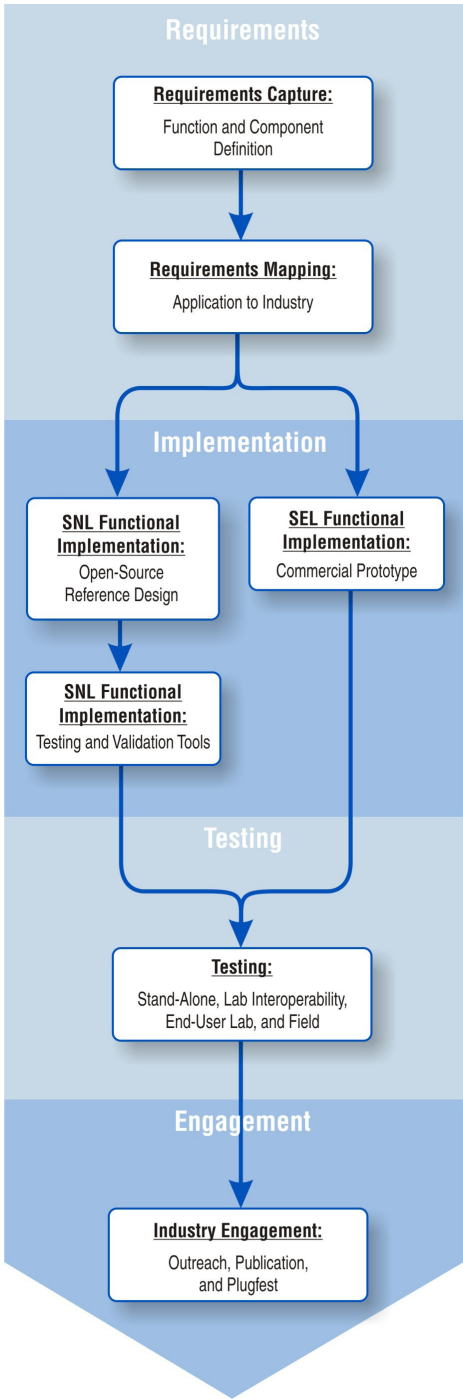 Requirements
Requirements Capture:
Function and Component
Definition
Requirements Mapping:
Application to Industry
Implementation
SNL Functional
Implementation:
Open-Source
Reference Design
SEL Functional
Implementation:
Commercial Prototype
SNL Functional
Implementation:
Testing and Validation Tools
Testing
Testing:
Stand-Alone, Lab Interoperability,
End-User Lab, and Field
Engagement
Industry Engagement:
Outreach, Publication,
and Plugfest